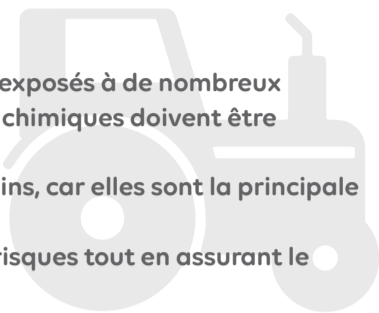 exposés à de nombreux
chimiques doivent être
ins, car elles sont la principale
risques tout en assurant le